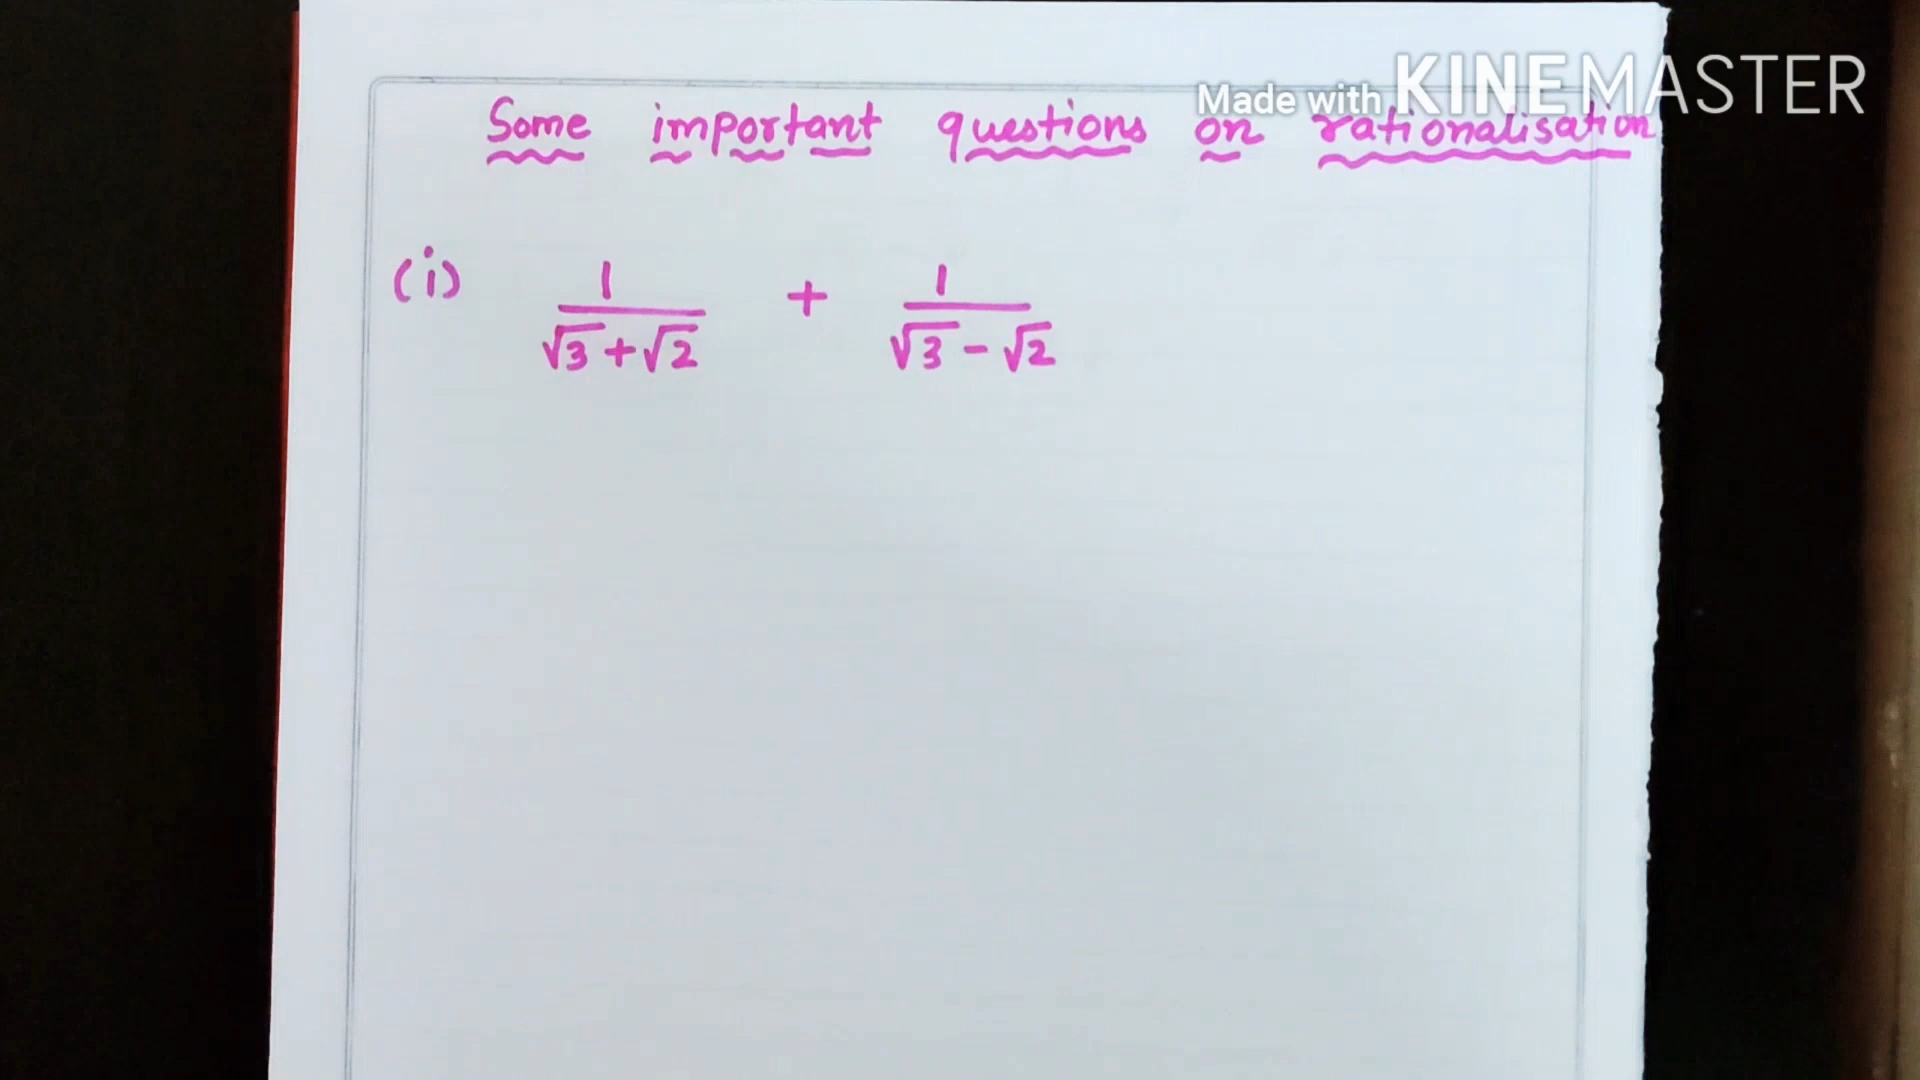 Made with KINEMASTER
Some important questions on rationalisation
(i) 1/(√3+√2) + 1/(√3-√2)